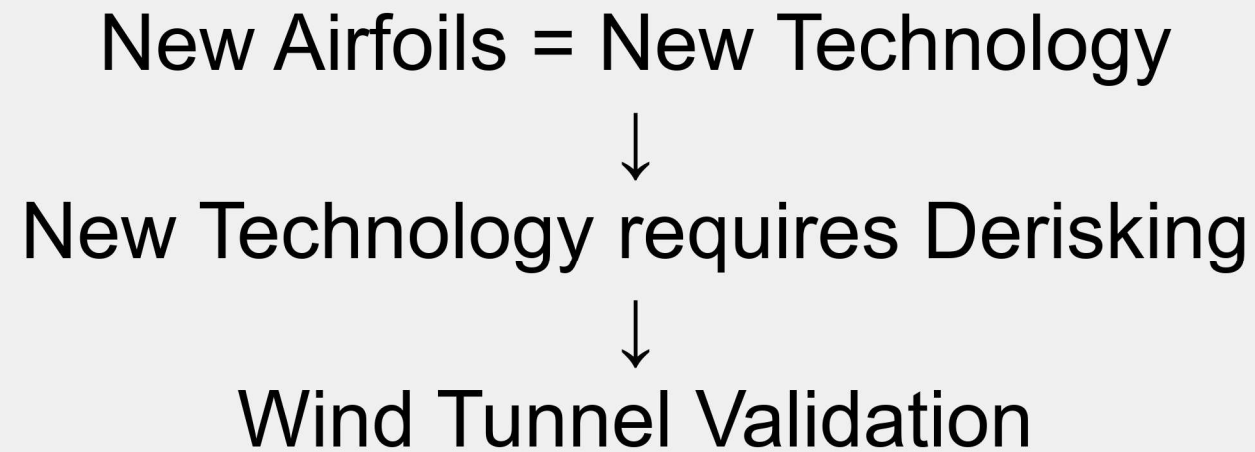 New Airfoils = New Technology
↓
New Technology requires Derisking
↓
Wind Tunnel Validation